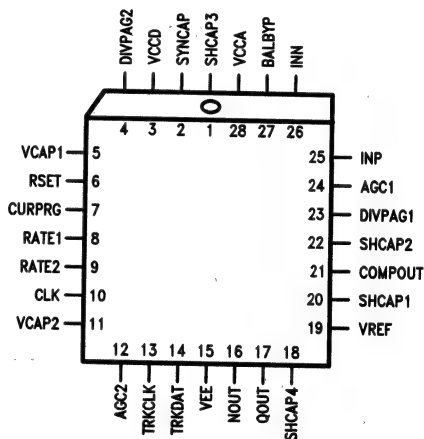 DIVPAG2
VCCD
SYNCAP
SHCAP3
VCCA
BALBYP
INN
4 3 2 1 28 27 26
VCAP1 5
RSET 6
CURPRG 7
RATE1 8
RATE2 9
CLK 10
VCAP2 11
25 INP
24 AGC1
23 DIVPAG1
22 SHCAP2
21 COMPOUT
20 SHCAP1
19 VREF
12 13 14 15 16 17 18
AGC2
TRKCLK
TRKDAT
VEE
NOUT
QOUT
SHCAP4